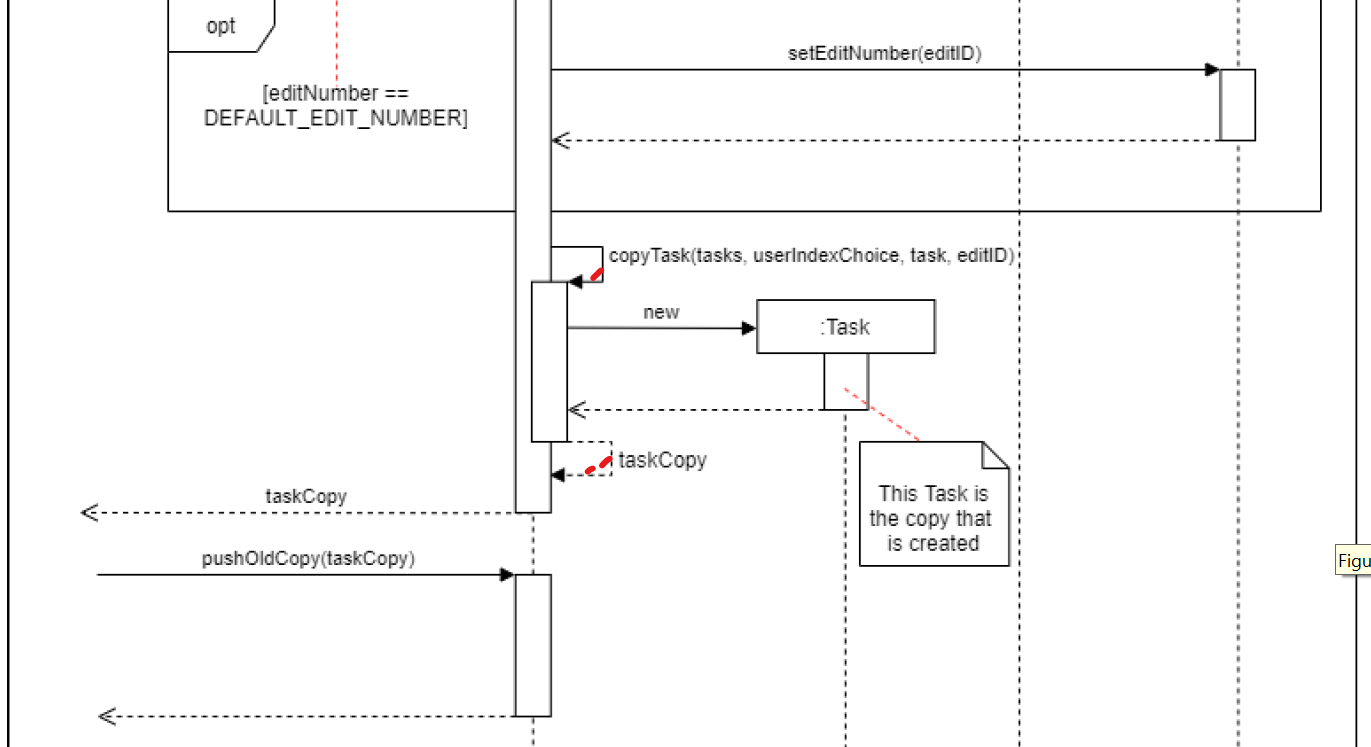 opt
setEditNumber(editID)
[editNumber ==
DEFAULT_EDIT_NUMBER]
copyTask(tasks, userIndexChoice, task, editID)
new
:Task
taskCopy
taskCopy
This Task is
the copy that
is created
pushOldCopy(taskCopy)
Figu